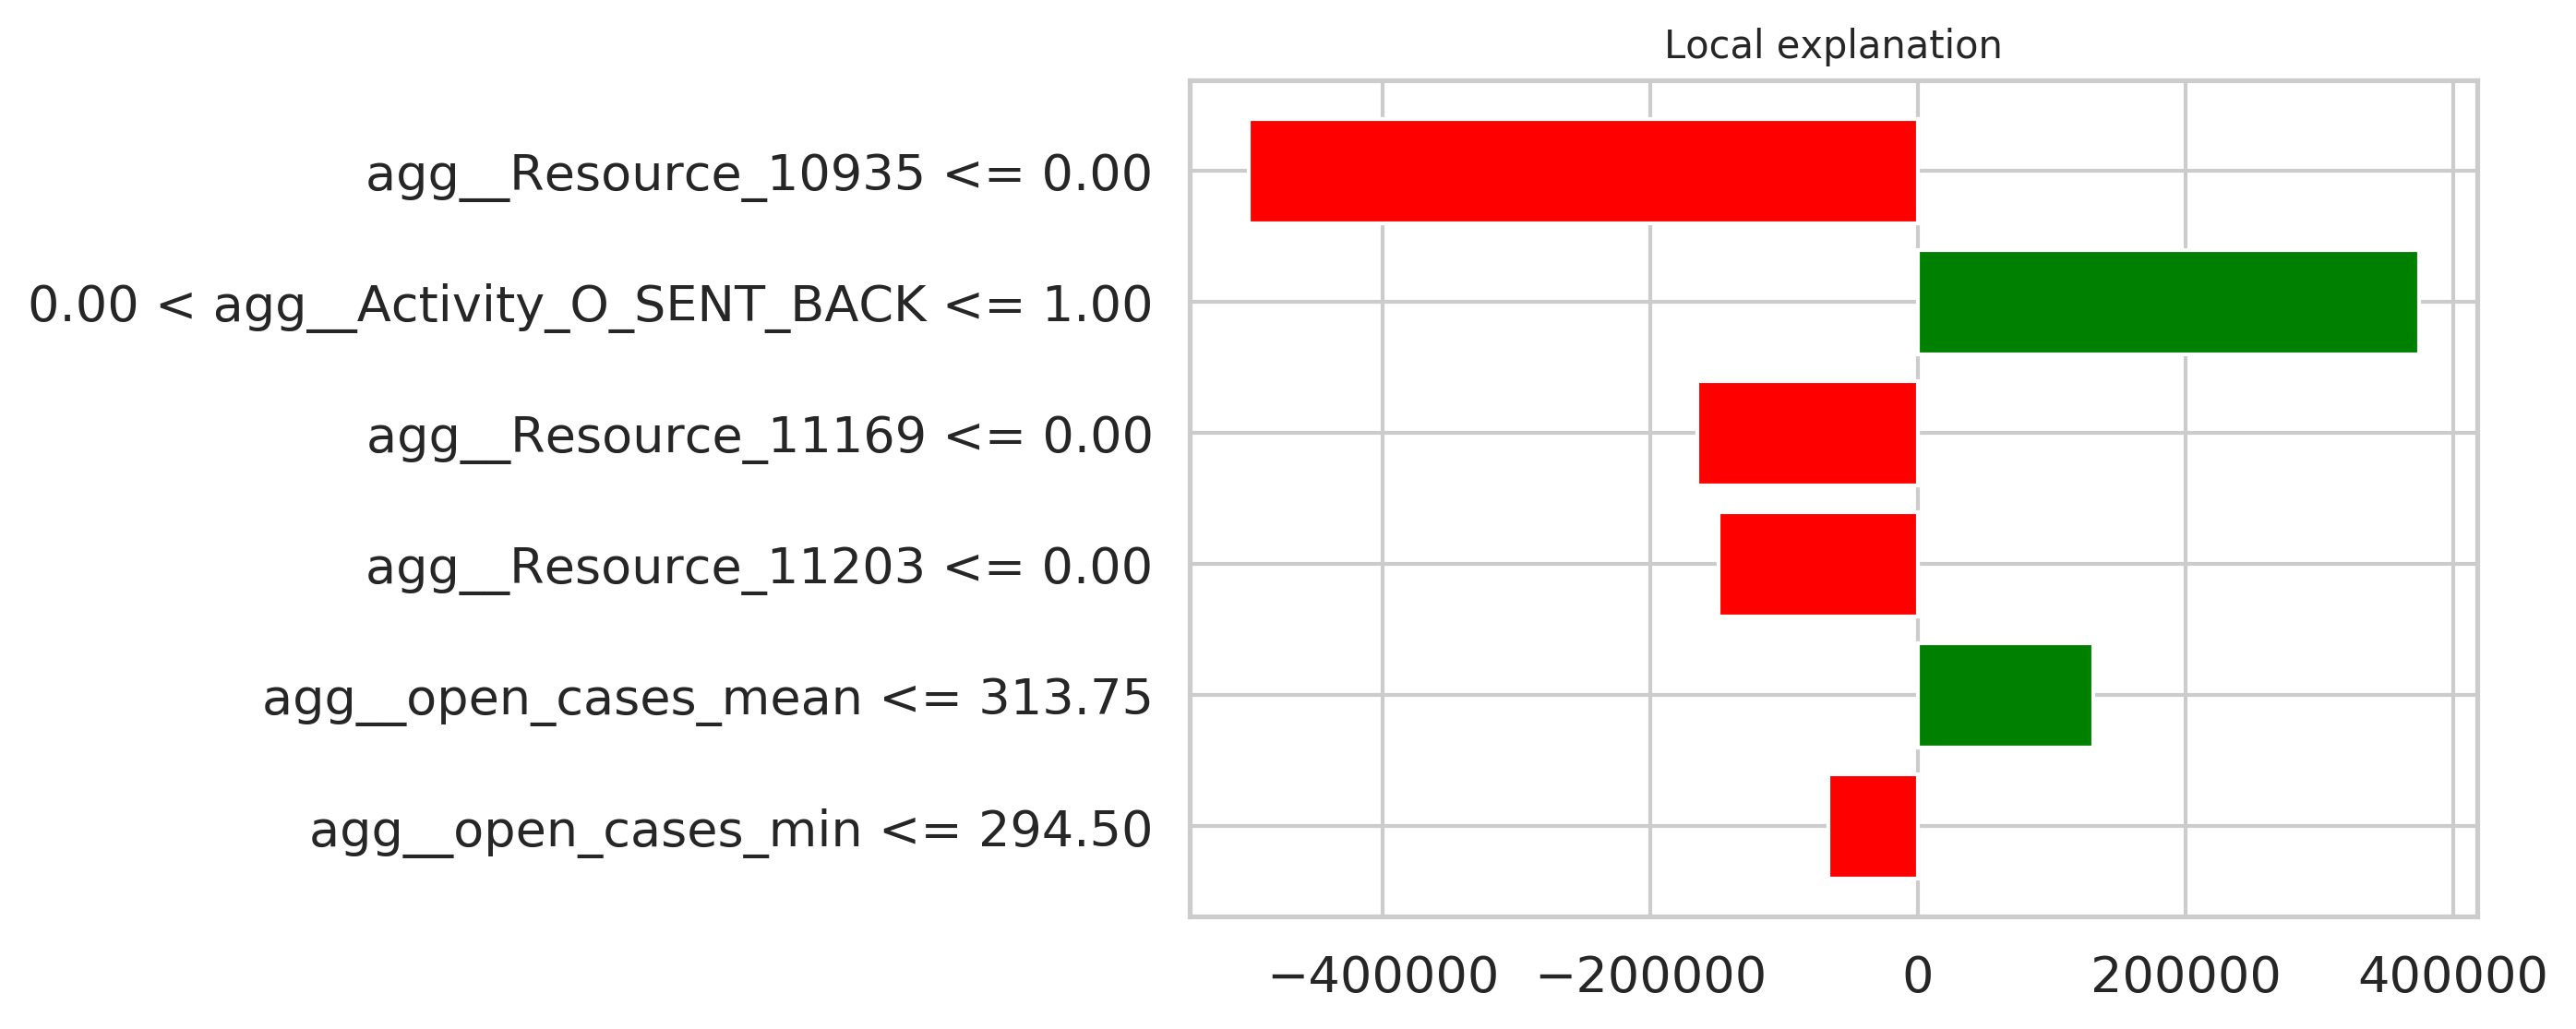 Local explanation
agg__Resource_10935 <= 0.00
0.00 < agg__Activity_O_SENT_BACK <= 1.00
agg__Resource_11169 <= 0.00
agg__Resource_11203 <= 0.00
agg__open_cases_mean <= 313.75
agg__open_cases_min <= 294.50
−400000 −200000 0 200000 400000